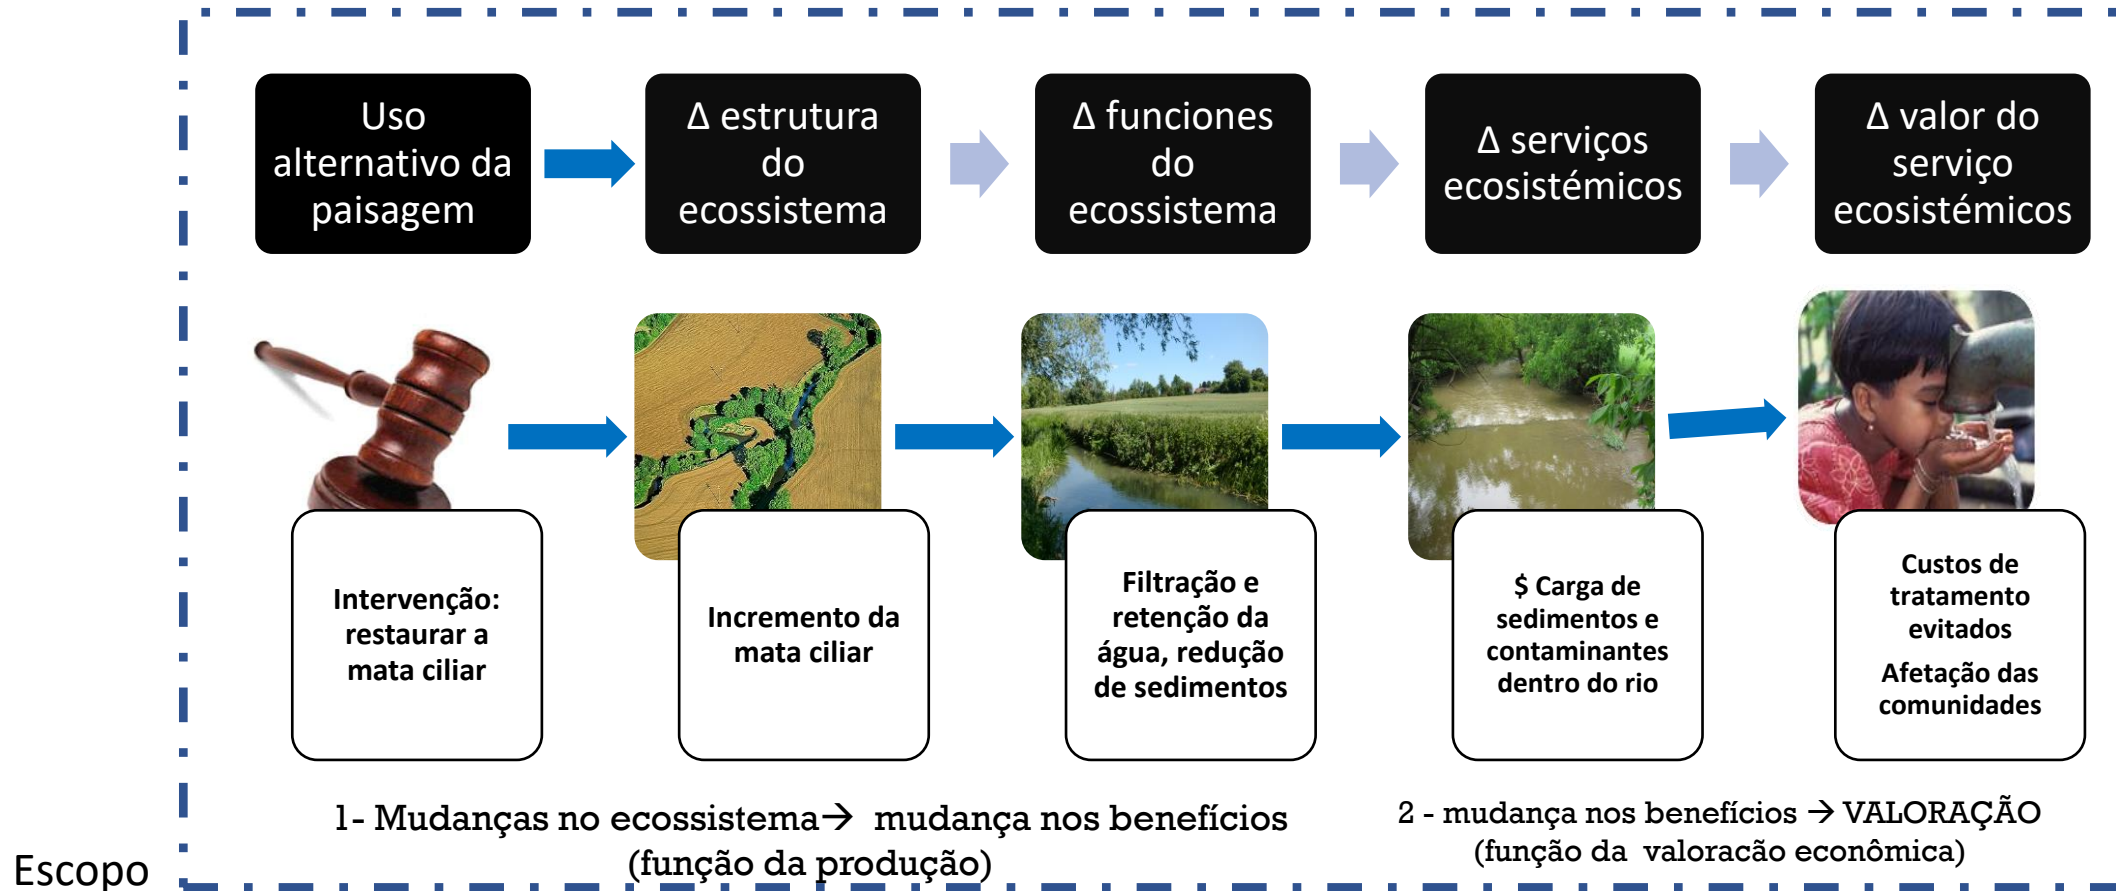 Uso
alternativo da
paisagem
Δ estrutura
do
ecossistema
Δ funciones
do
ecossistema
Δ serviços
ecosistémicos
Δ valor do
serviço
ecosistémicos
Intervenção:
restaurar a
mata ciliar
Incremento da
mata ciliar
Filtração e
retenção da
água, redução
de sedimentos
$ Carga de
sedimentos e
contaminantes
dentro do rio
Custos de
tratamento
evitados
Afetação das
comunidades
1- Mudanças no ecossistema→ mudança nos benefícios
(função da produção)
2 - mudança nos benefícios → VALORAÇÃO
(função da valoracão econômica)
Escopo